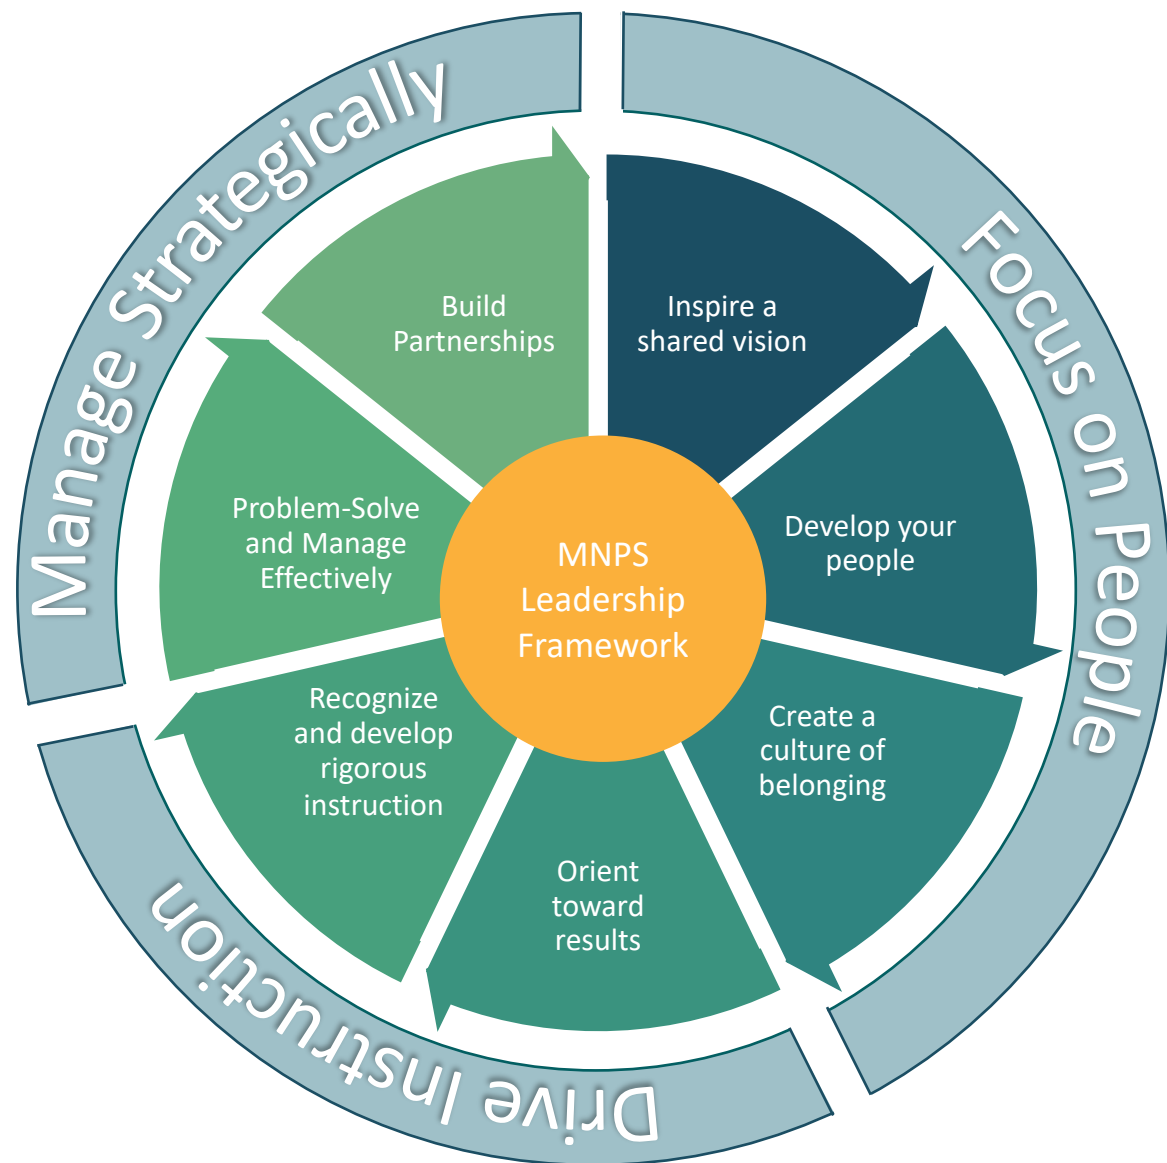 Manage Strategically
Focus on People
Drive Instruction
Build
Partnerships
Inspire a
shared vision
Problem-Solve
and Manage
Effectively
Develop your
people
MNPS
Leadership
Framework
Recognize
and develop
rigorous
instruction
Create a
culture of
belonging
Orient
toward
results